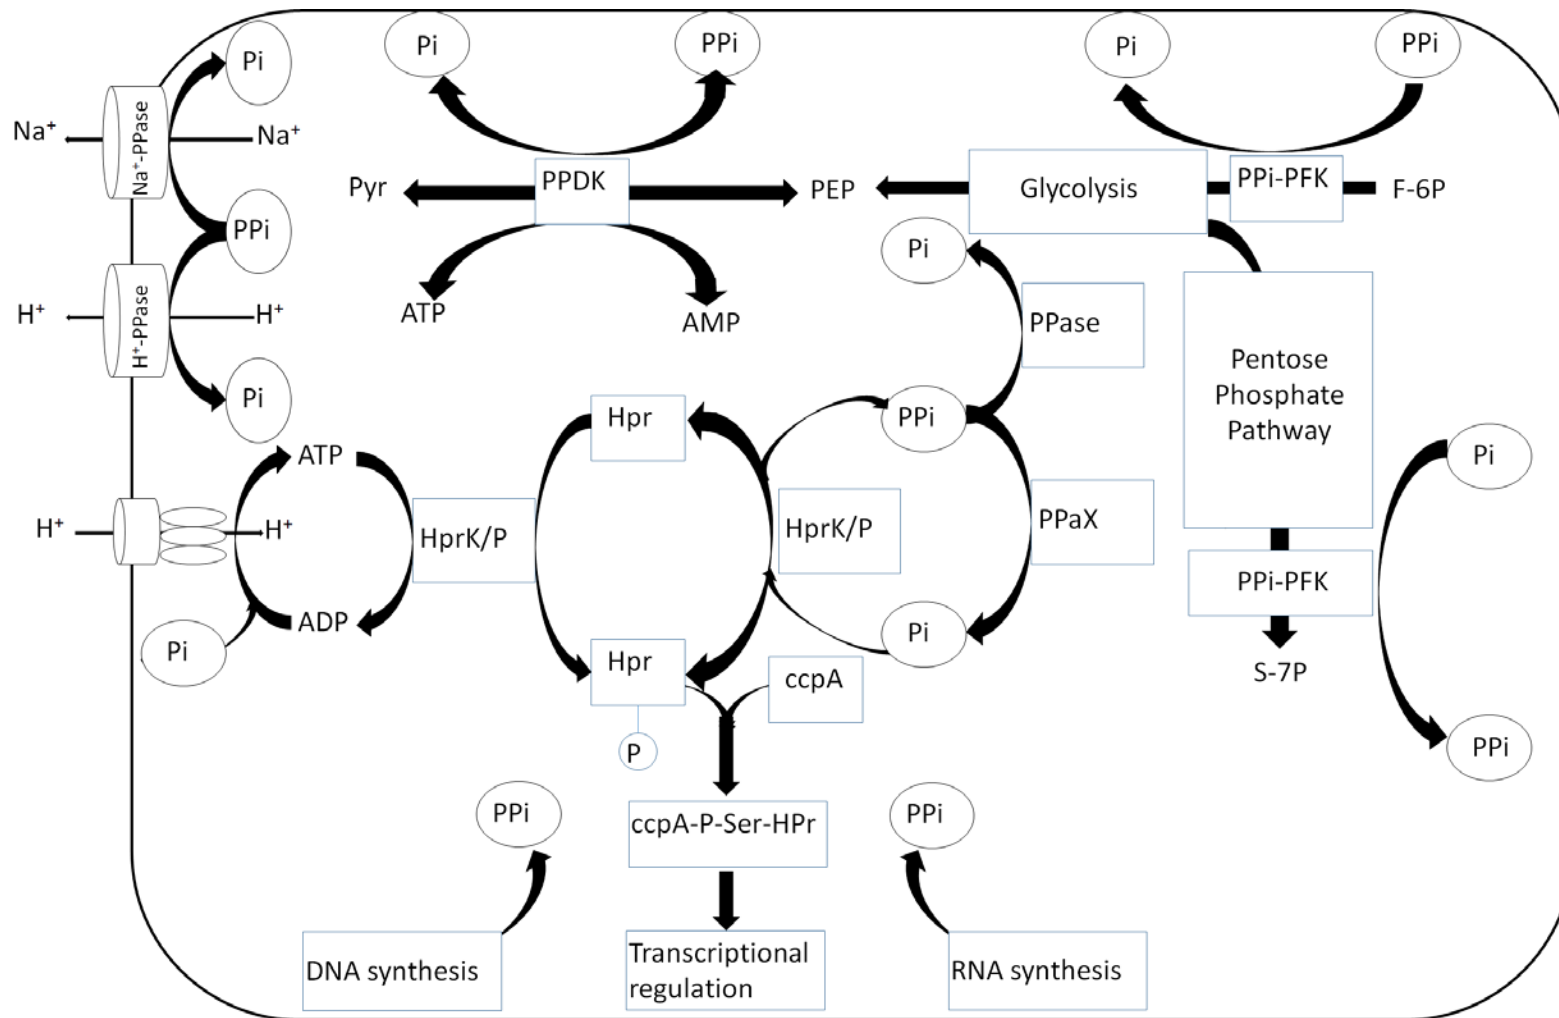 Pi
Pi
PPi
Pi
PPi
Na⁺
Na⁺-PPase
Na⁺
Pyr
PPDK
PEP
Glycolysis
PPi-PFK
F-6P
PPi
Pi
H⁺
H⁺-PPase
H⁺
ATP
AMP
PPase
Pentose
Phosphate
Pathway
Pi
Hpr
PPi
ATP
Pi
H⁺
H⁺
HprK/P
HprK/P
PPaX
PPi-PFK
ADP
Pi
Hpr
Pi
ccpA
S-7P
P
PPi
PPi
ccpA-P-Ser-HPr
PPi
DNA synthesis
Transcriptional
regulation
RNA synthesis